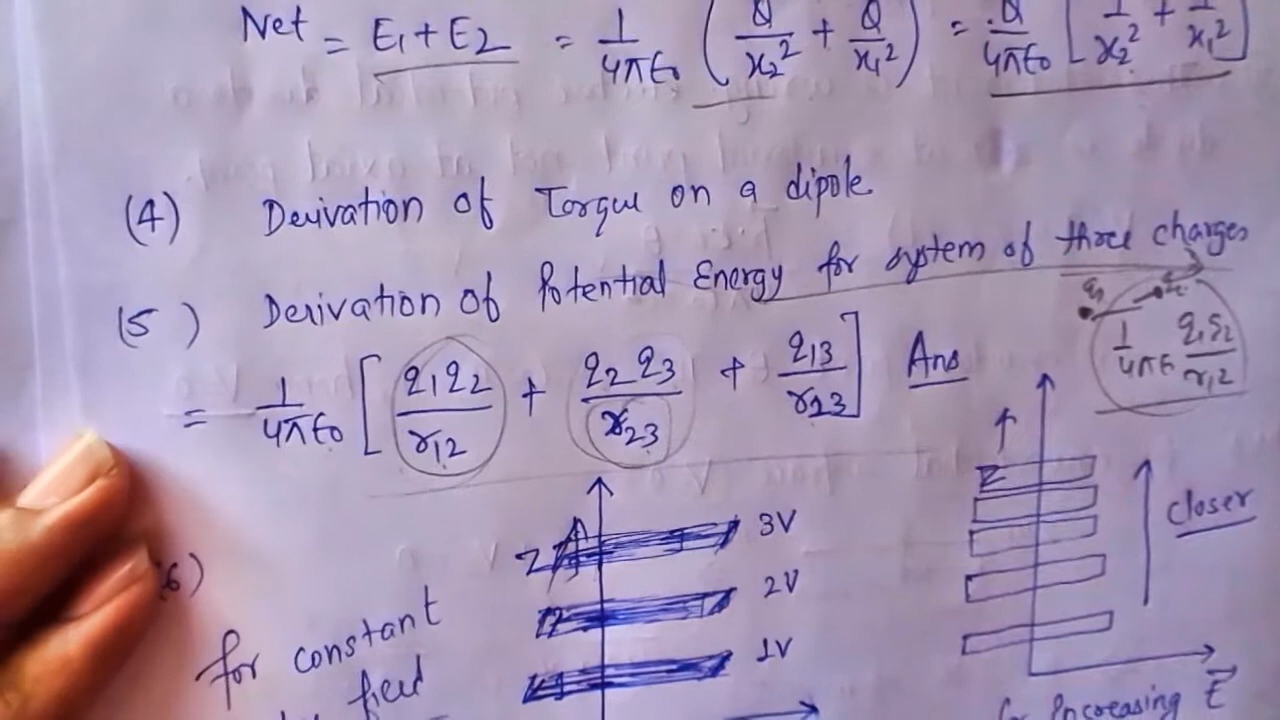 Net = E1 + E2 = 1/4πϵ0 ( Q/x2² + Q/x1² ) = Q/4πϵ0 [ 1/x2² + 1/x1² ]
(4) Derivation of Torque on a dipole
(5) Derivation of Potential Energy for system of three charges
= 1/4πϵ0 [ q1q2/r12 + q2q3/r23 + q13/r23 ] Ans
1/4πϵ q1q2/r12
3V
Z
closer
2V
(6)
for constant
1V
field
Increasing E⃗